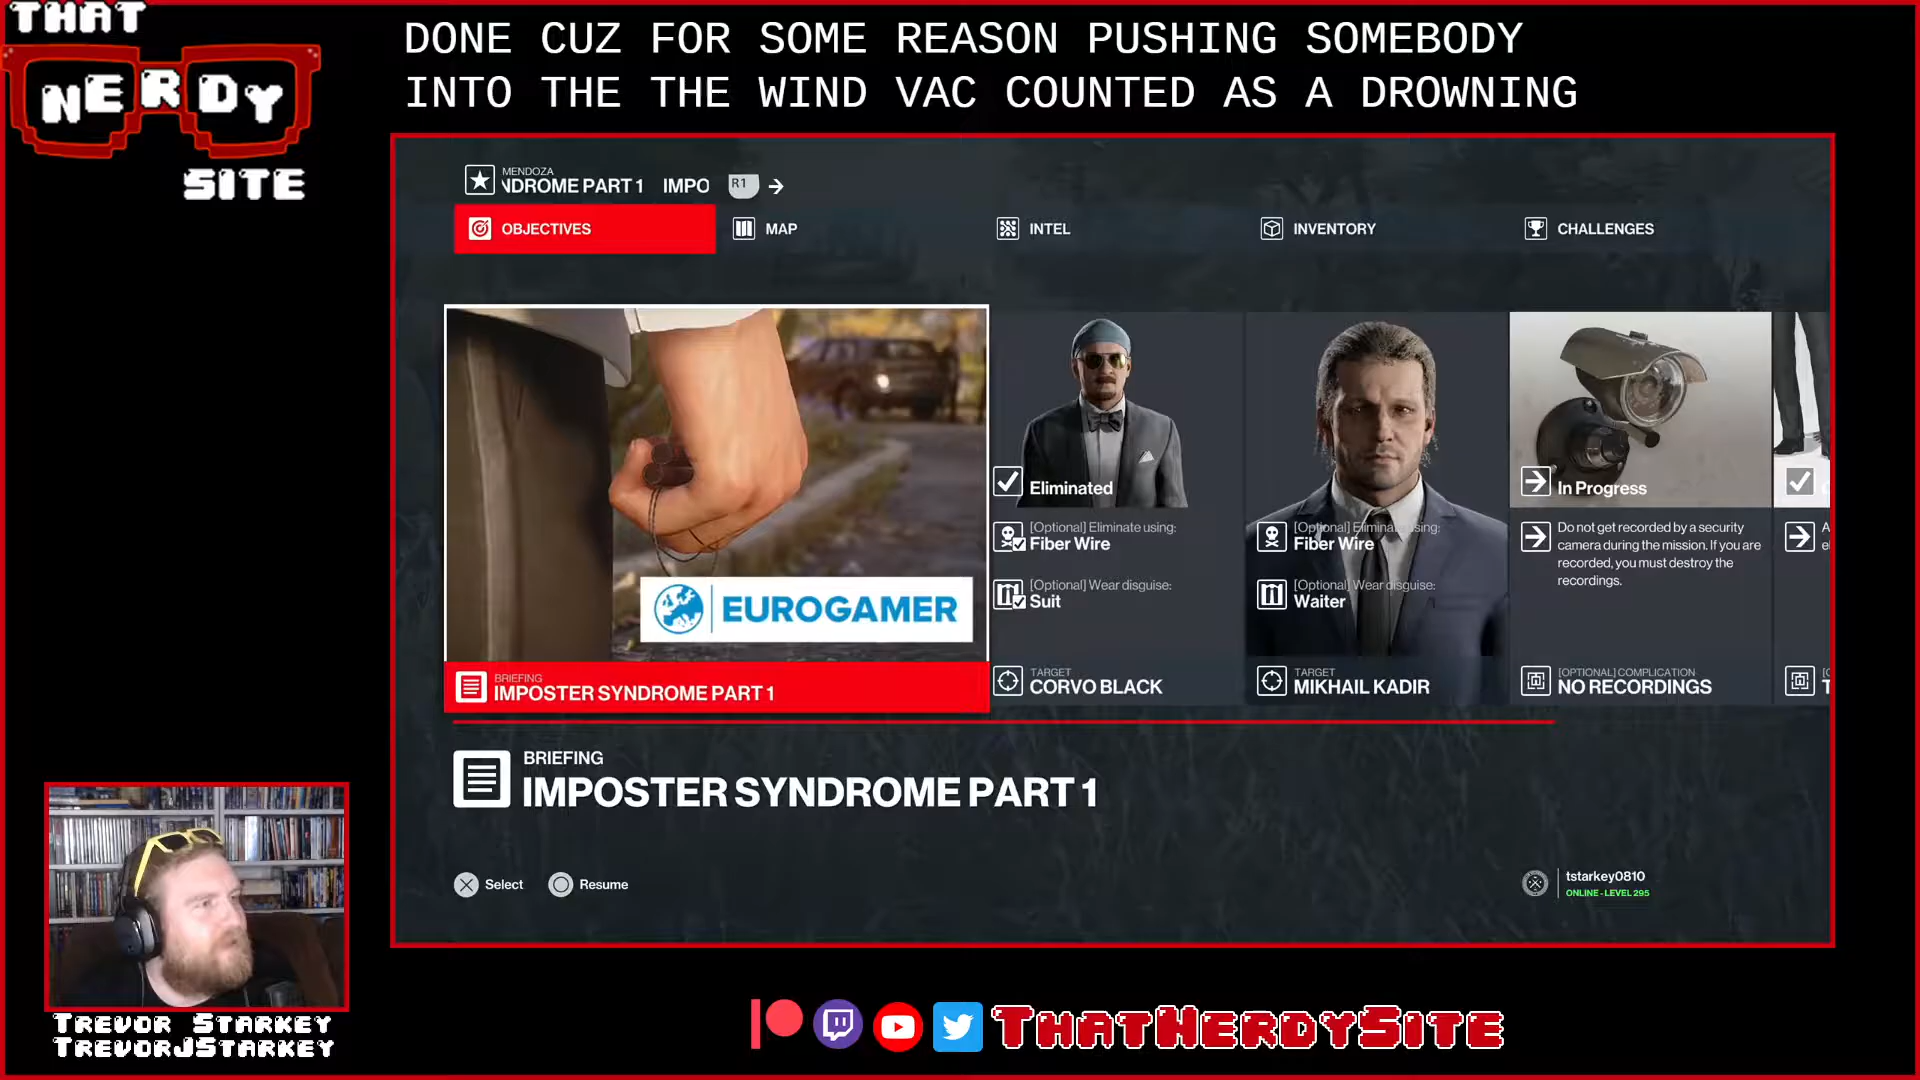 THAT
NERDY
SITE
DONE CUZ FOR SOME REASON PUSHING SOMEBODY
INTO THE THE WIND VAC COUNTED AS A DROWNING
MENDOZA
NDROME PART 1 IMPO R1
OBJECTIVES
MAP
INTEL
INVENTORY
CHALLENGES
EUROGAMER
BRIEFING
IMPOSTER SYNDROME PART 1
Eliminated
[Optional] Eliminate using:
Fiber Wire
[Optional] Wear disguise:
Suit
TARGET
CORVO BLACK
[Optional] Eliminate using:
Fiber Wire
[Optional] Wear disguise:
Waiter
TARGET
MIKHAIL KADIR
In Progress
Do not get recorded by a security
camera during the mission. If you are
recorded, you must destroy the
recordings.
[OPTIONAL] COMPLICATION
NO RECORDINGS
BRIEFING
IMPOSTER SYNDROME PART 1
Select
Resume
tstarkey0810
ONLINE - LEVEL 295
TREVOR STARKEY
TREVORJSTARKEY
THATNERDYSITE